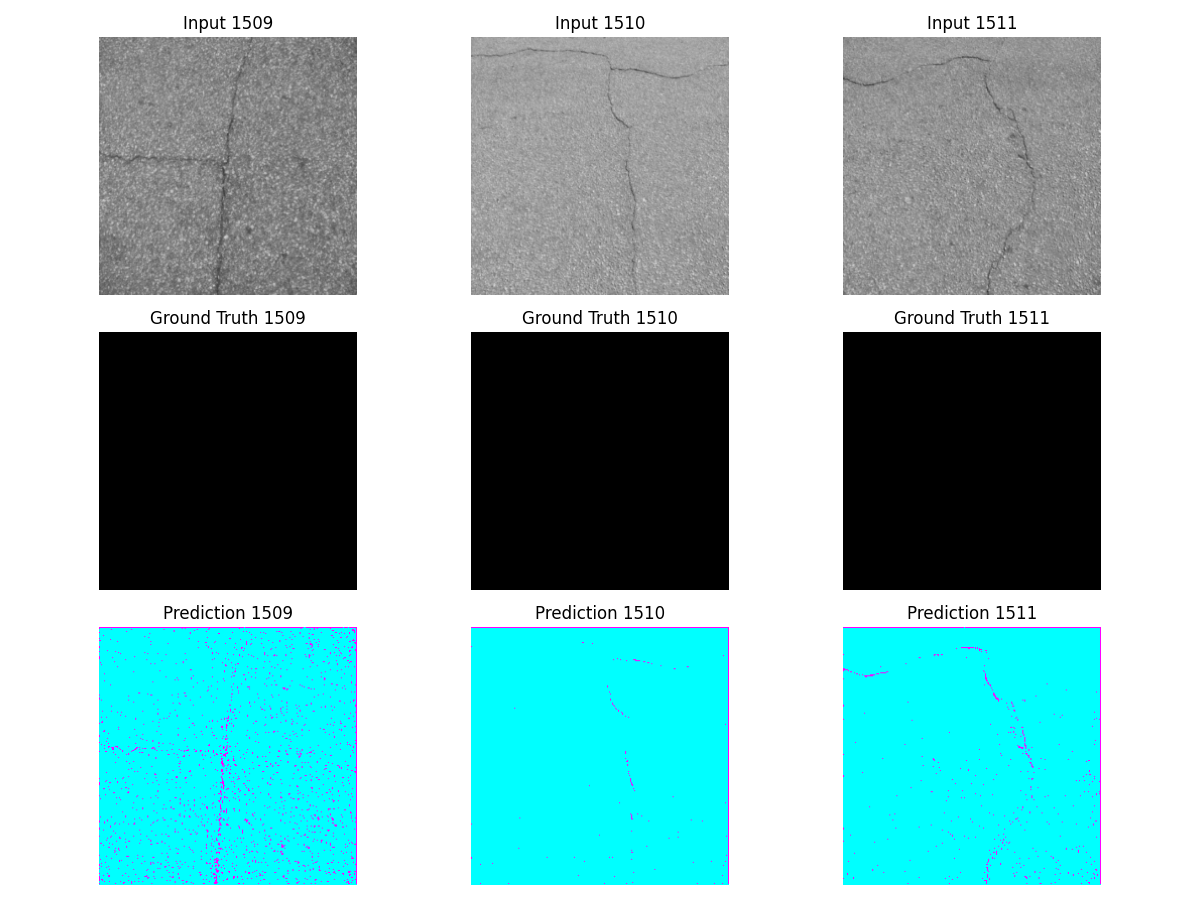 Input 1509
Input 1510
Input 1511
Ground Truth 1509
Ground Truth 1510
Ground Truth 1511
Prediction 1509
Prediction 1510
Prediction 1511